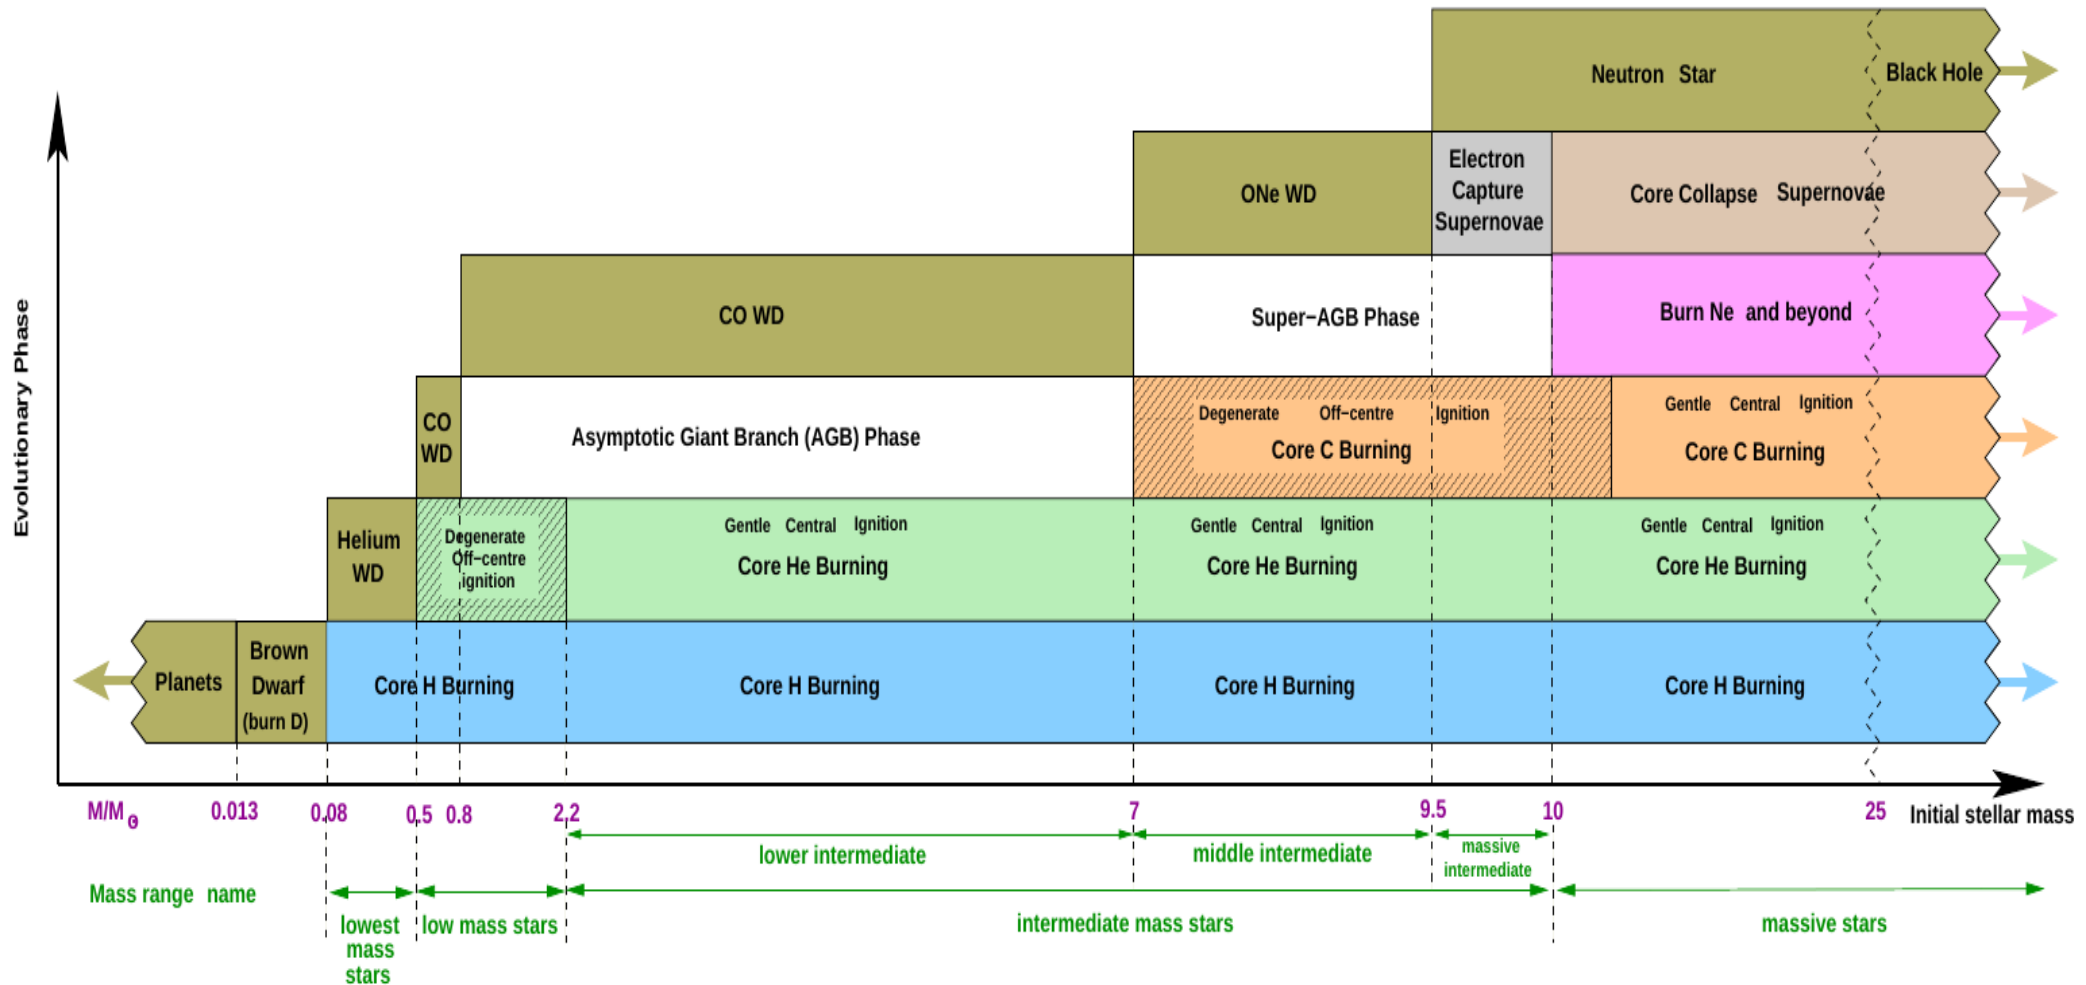 Neutron Star
Black Hole
ONe WD
Electron
Capture
Supernovae
Core Collapse Supernovae
CO WD
Super−AGB Phase
Burn Ne and beyond
CO
WD
Asymptotic Giant Branch (AGB) Phase
Degenerate Off−centre Ignition
Core C Burning
Gentle Central Ignition
Core C Burning
Helium
WD
Degenerate
Off−centre
ignition
Gentle Central Ignition
Core He Burning
Gentle Central Ignition
Core He Burning
Gentle Central Ignition
Core He Burning
Planets
Brown
Dwarf
(burn D)
Core H Burning
Core H Burning
Core H Burning
Core H Burning
Evolutionary Phase
M/M⊙ 0.013 0.08 0.5 0.8 2.2 7 9.5 10 25 Initial stellar mass
lower intermediate
middle intermediate
massive
intermediate
Mass range name
lowest
mass
stars
low mass stars
intermediate mass stars
massive stars